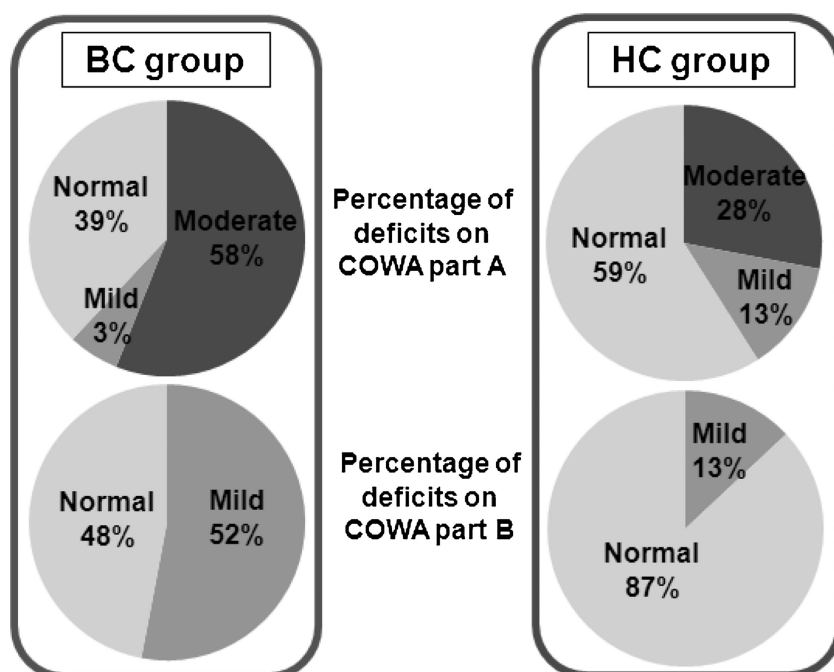 BC group
Normal
39%
Moderate
58%
Mild
3%
Normal
48%
Mild
52%
Percentage of
deficits on
COWA part A
Percentage of
deficits on
COWA part B
HC group
Moderate
28%
Normal
59%
Mild
13%
Mild
13%
Normal
87%